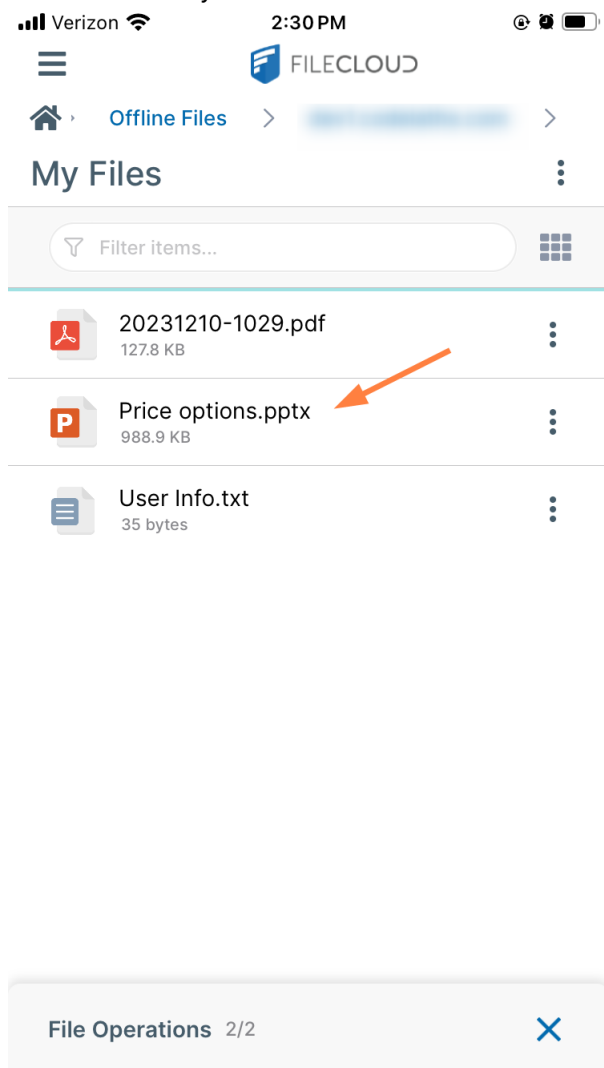 Verizon 2:30 PM
FILECLOUD
Offline Files
My Files
Filter items...
20231210-1029.pdf
127.8 KB
P
Price options.pptx
988.9 KB
User Info.txt
35 bytes
File Operations 2/2